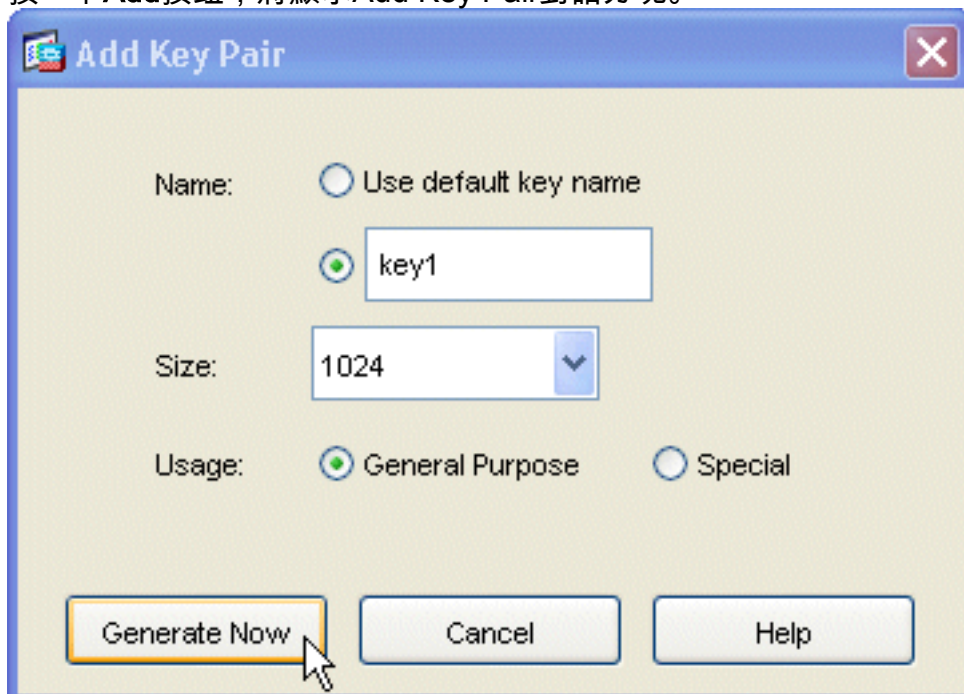 Add Key Pair
Name:
Use default key name
key1
Size:
1024
Usage:
General Purpose
Special
Generate Now
Cancel
Help